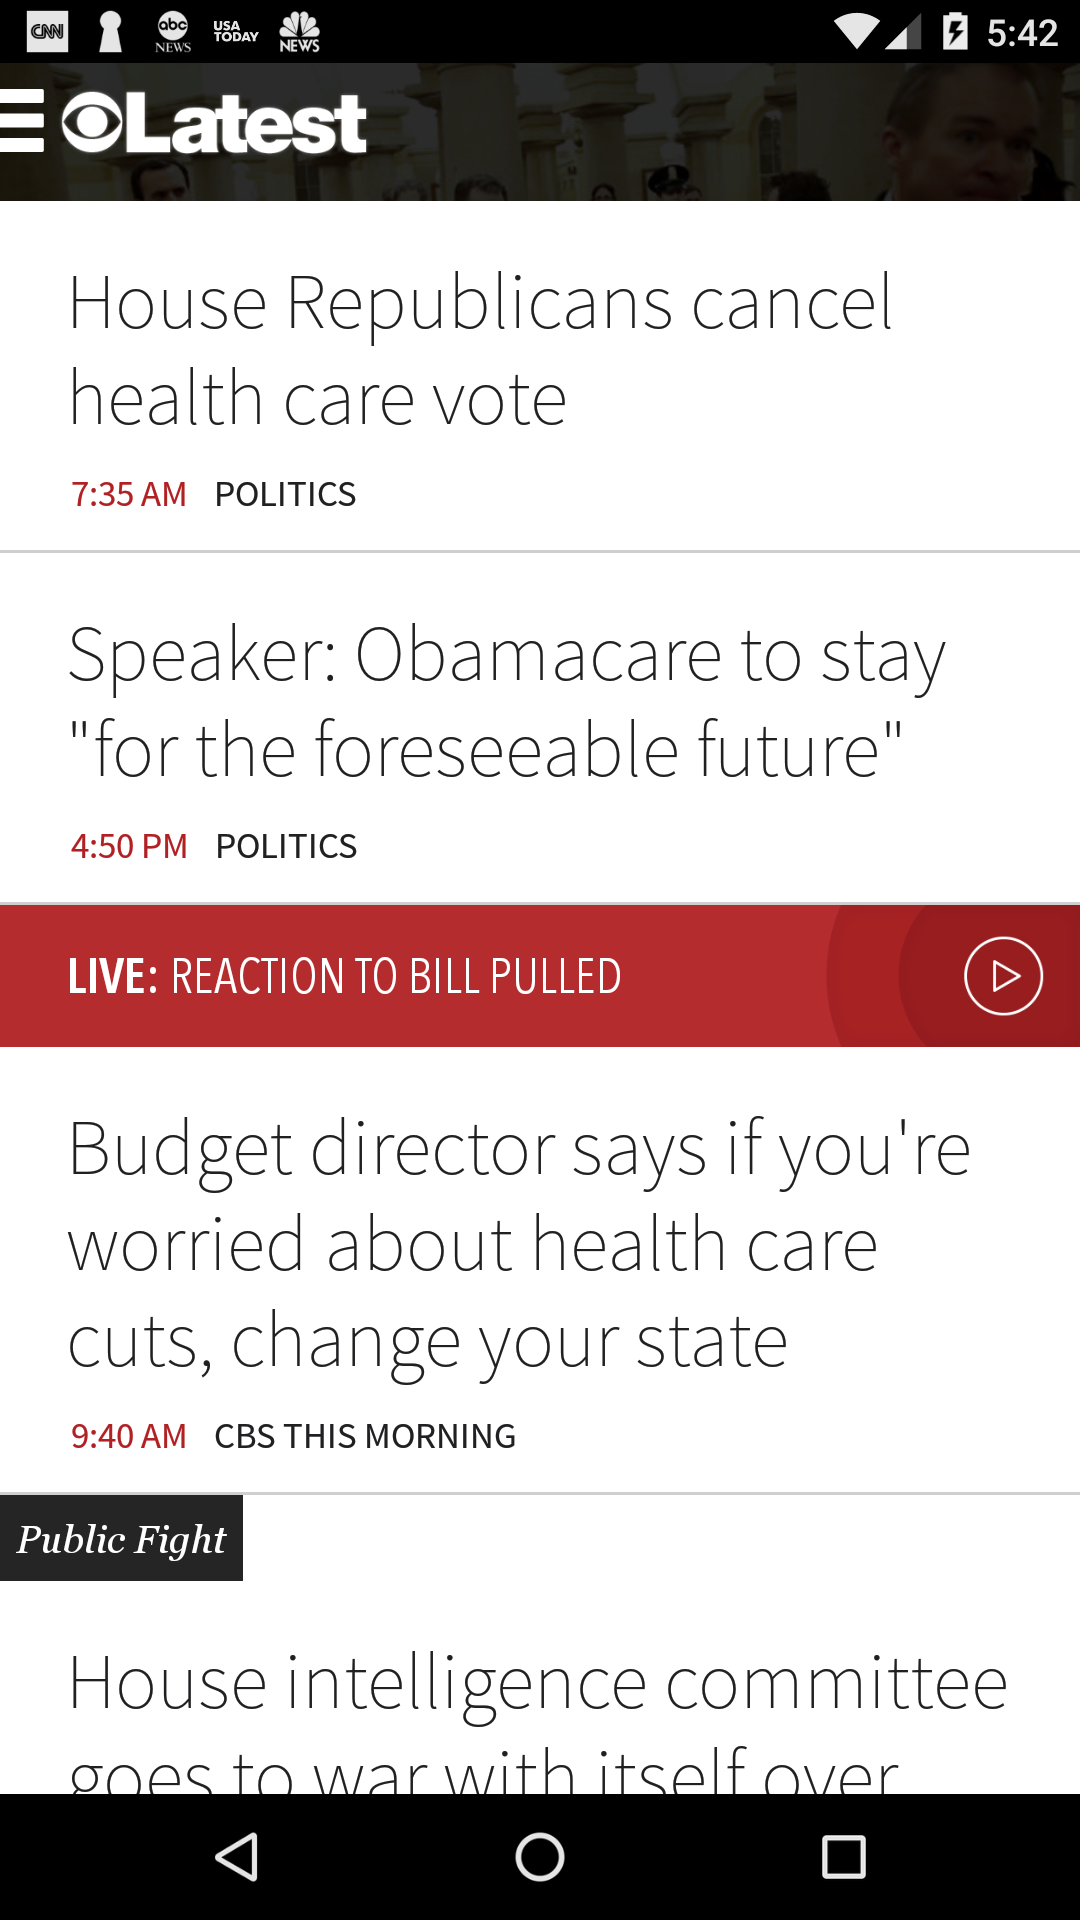 CNN
abc
NEWS
USA
TODAY
NEWS
5:42
Latest
House Republicans cancel
health care vote
7:35 AM POLITICS
Speaker: Obamacare to stay
"for the foreseeable future"
4:50 PM POLITICS
LIVE: REACTION TO BILL PULLED
Budget director says if you're
worried about health care
cuts, change your state
9:40 AM CBS THIS MORNING
Public Fight
House intelligence committee
goes to war with itself over